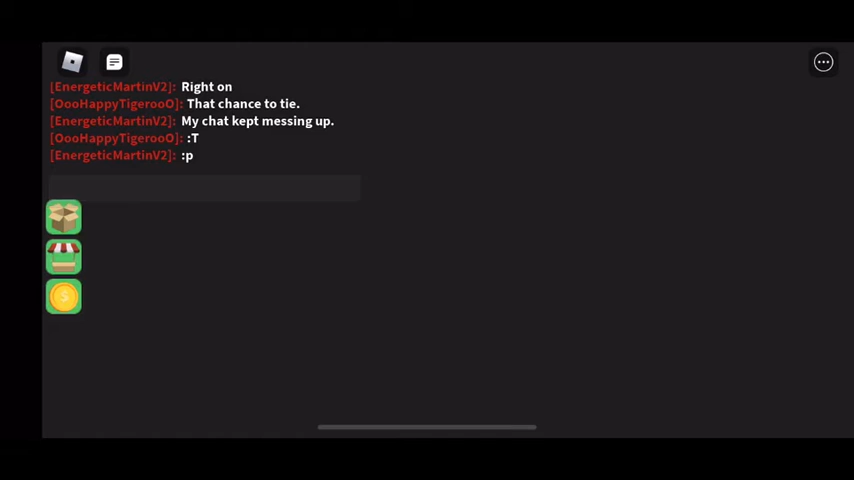 [EnergeticMartinV2]: Right on
[OooHappyTigerooO]: That chance to tie.
[EnergeticMartinV2]: My chat kept messing up.
[OooHappyTigerooO]: :T
[EnergeticMartinV2]: :p